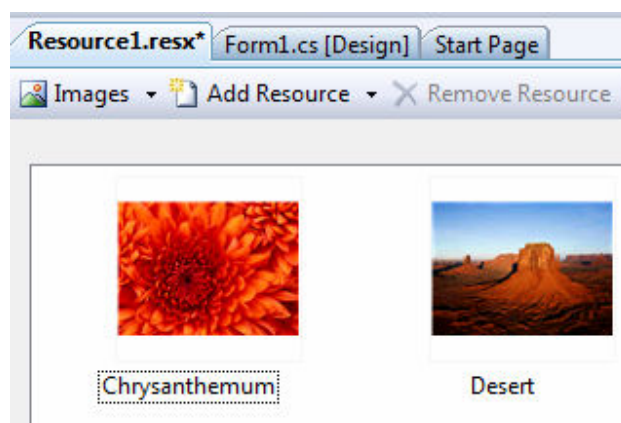 Resource1.resx* Form1.cs [Design] Start Page
Images Add Resource Remove Resource
Chrysanthemum Desert